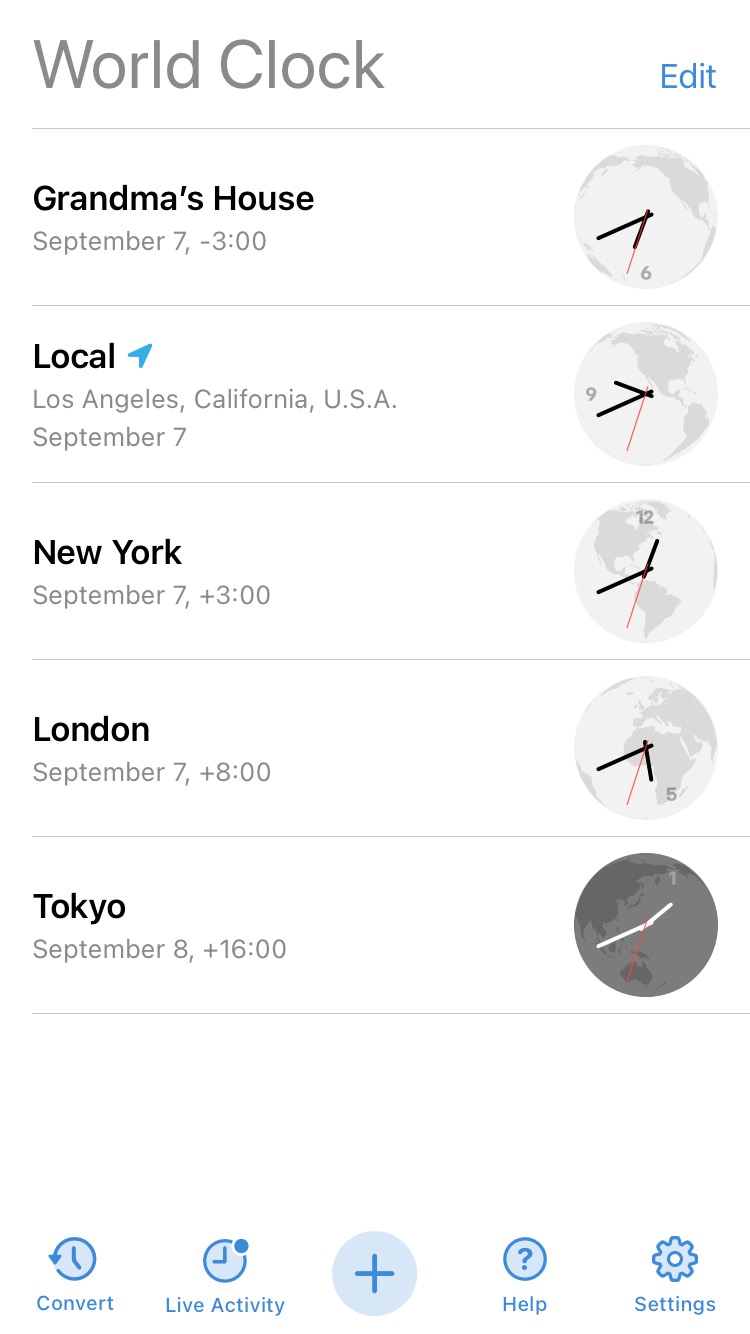 World Clock
Edit
Grandma’s House
September 7, -3:00
6
Local
Los Angeles, California, U.S.A.
September 7
9
New York
September 7, +3:00
12
London
September 7, +8:00
5
Tokyo
September 8, +16:00
1
Convert
Live Activity
?
Help
Settings